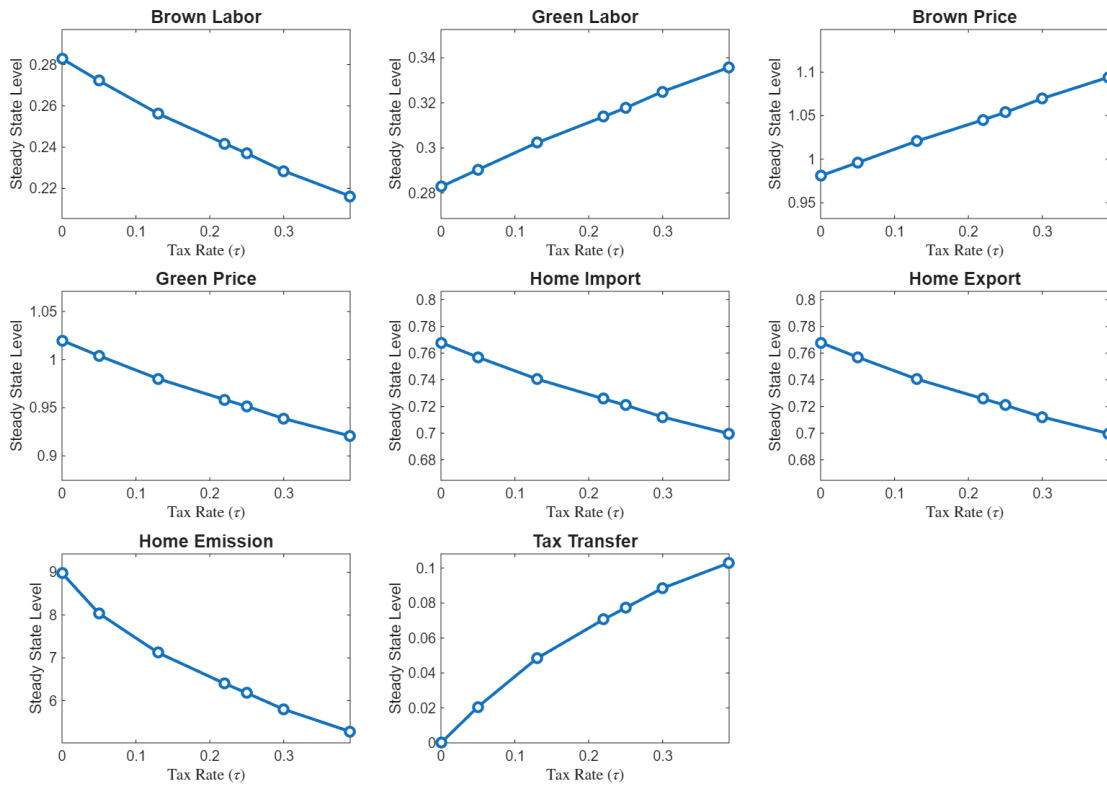 Brown Labor
Green Labor
Brown Price
Steady State Level
0.28
0.26
0.24
0.22
0 0.1 0.2 0.3
Tax Rate (τ)
Steady State Level
0.34
0.32
0.3
0.28
0 0.1 0.2 0.3
Tax Rate (τ)
Steady State Level
1.1
1.05
1
0.95
0 0.1 0.2 0.3
Tax Rate (τ)
Green Price
Home Import
Home Export
Steady State Level
1.05
1
0.95
0.9
0 0.1 0.2 0.3
Tax Rate (τ)
Steady State Level
0.8
0.78
0.76
0.74
0.72
0.7
0.68
0 0.1 0.2 0.3
Tax Rate (τ)
Steady State Level
0.8
0.78
0.76
0.74
0.72
0.7
0.68
0 0.1 0.2 0.3
Tax Rate (τ)
Home Emission
Tax Transfer
Steady State Level
9
8
7
6
0 0.1 0.2 0.3
Tax Rate (τ)
Steady State Level
0.1
0.08
0.06
0.04
0.02
0
0 0.1 0.2 0.3
Tax Rate (τ)